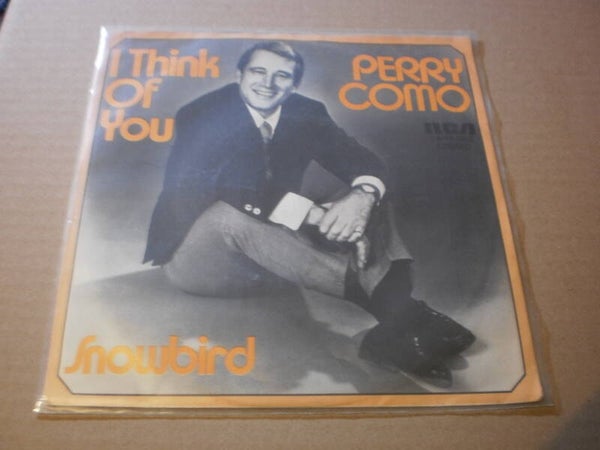 I Think
Of
You
PERRY
COMO
RCA
Snowbird